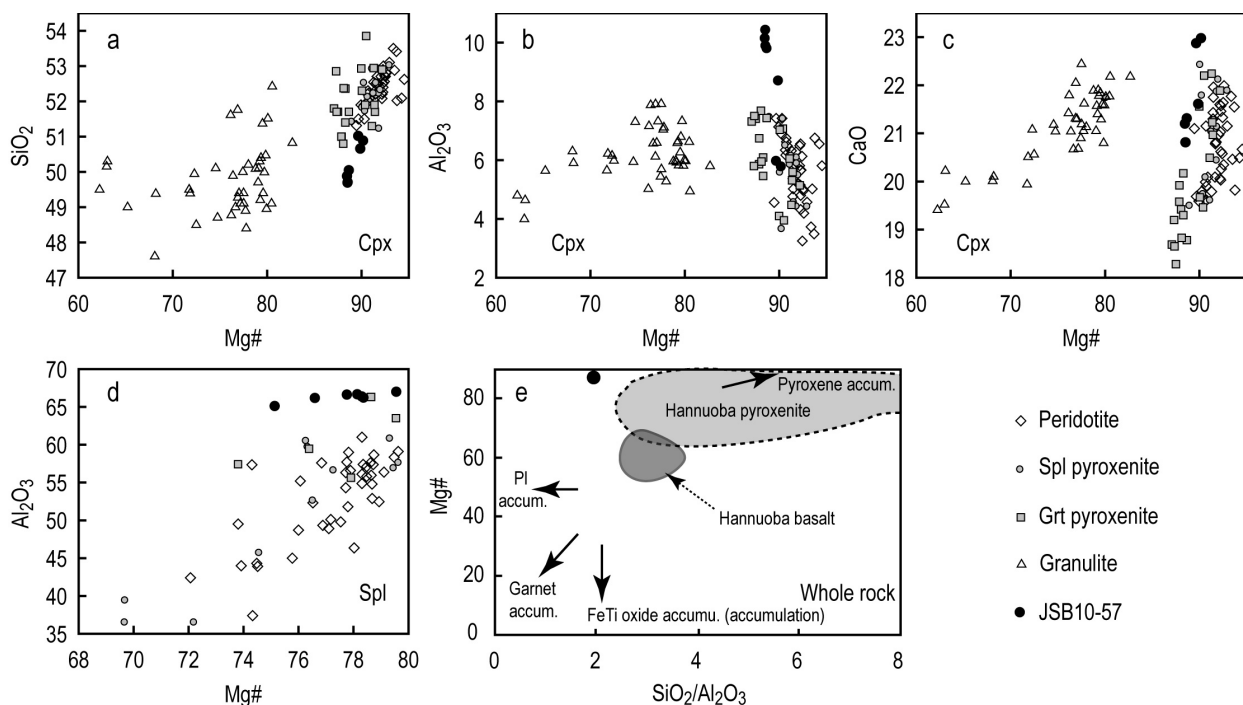 a
54
53
52
51
50
49
48
47
SiO2
60
70
80
90
Mg#
Cpx
b
12
10
8
6
4
2
Al2O3
60
70
80
90
Mg#
Cpx
c
23
22
21
20
19
18
CaO
60
70
80
90
Mg#
Cpx
d
70
65
60
55
50
45
40
35
Al2O3
68
70
72
74
76
78
80
Mg#
Spl
e
80
60
40
20
0
Mg#
0
2
4
6
8
SiO2/Al2O3
Pyroxene accum.
Hannuoba pyroxenite
Pl
accum.
Hannuoba basalt
Garnet
accum.
FeTi oxide accumu. (accumulation)
Whole rock
Peridotite
Spl pyroxenite
Grt pyroxenite
Granulite
JSB10-57